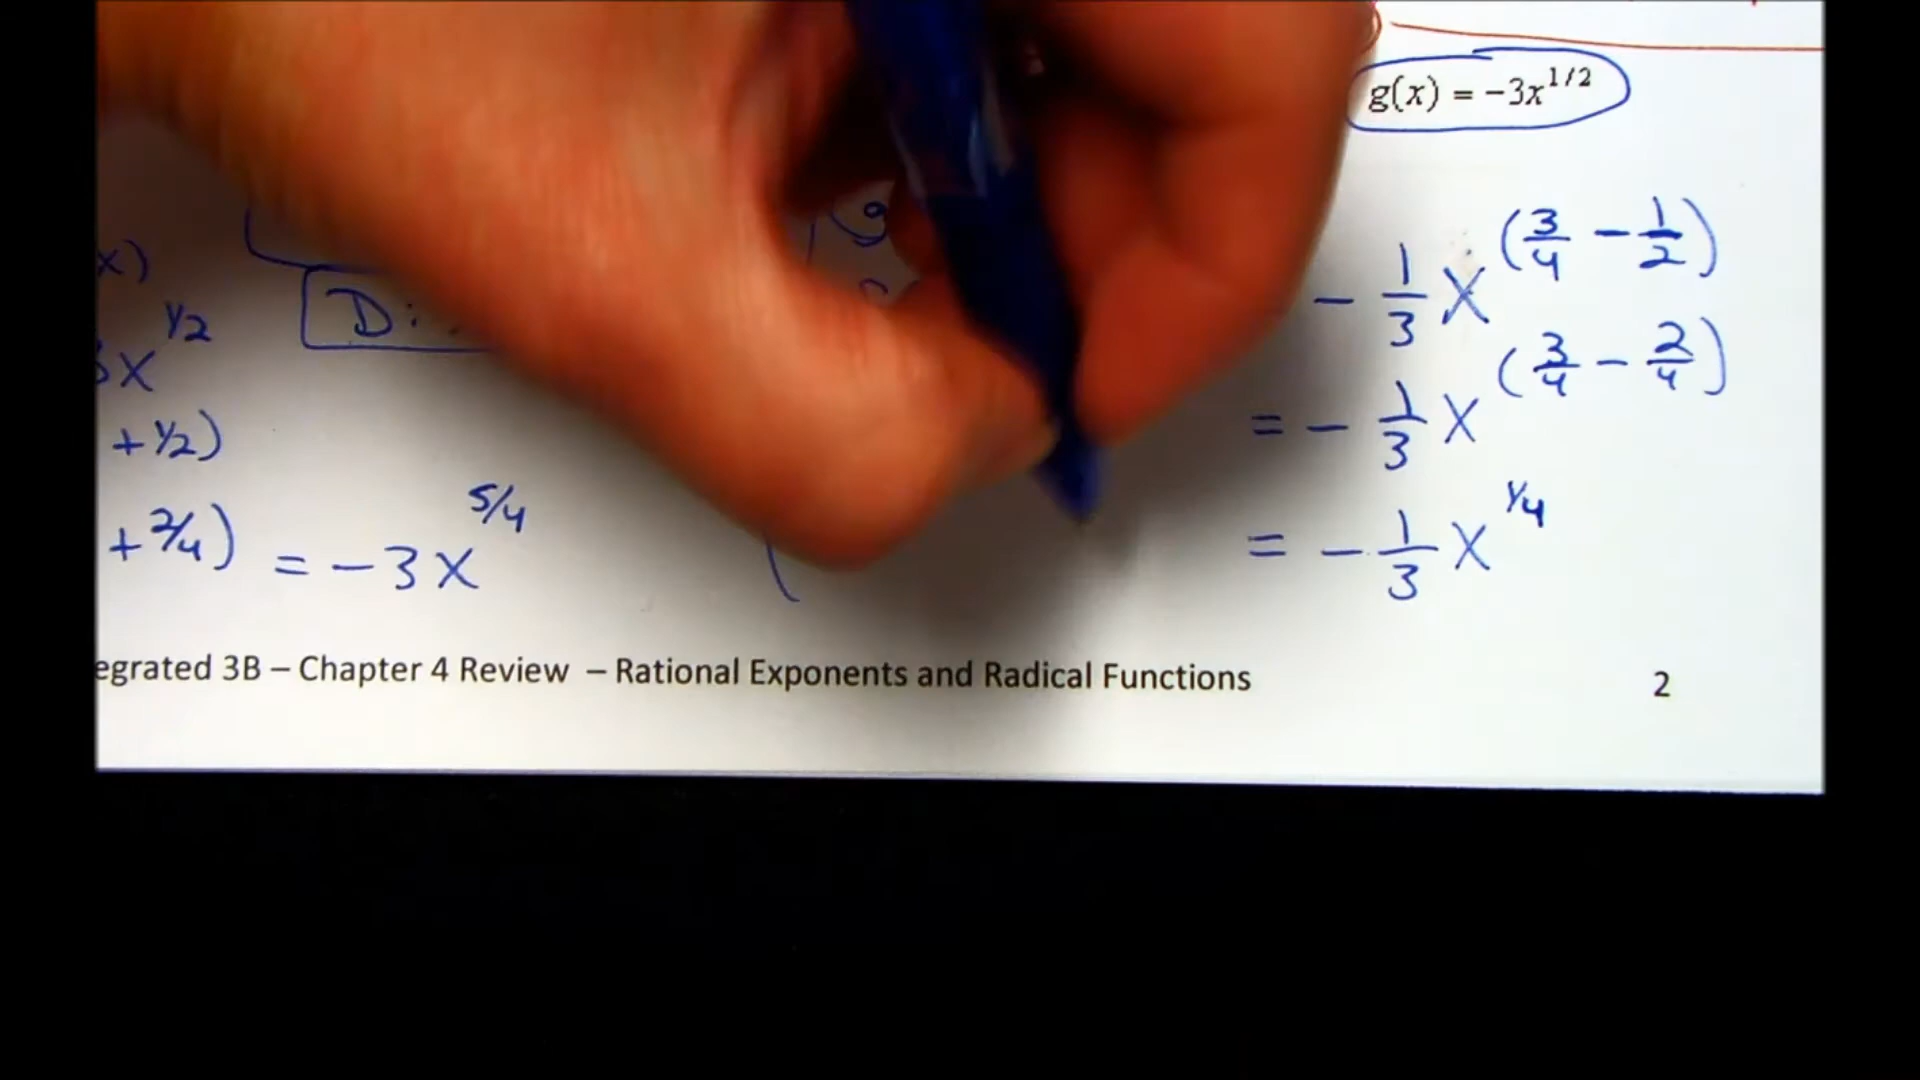 g(x) = -3x^{1/2}
x)
x^{1/2}
+ 1/2)
+ 2/4) = -3x^{5/4}
D:
- 1/3 x^{(3/4 - 1/2)}
= - 1/3 x^{(3/4 - 2/4)}
= - 1/3 x^{1/4}
egrated 3B – Chapter 4 Review – Rational Exponents and Radical Functions
2